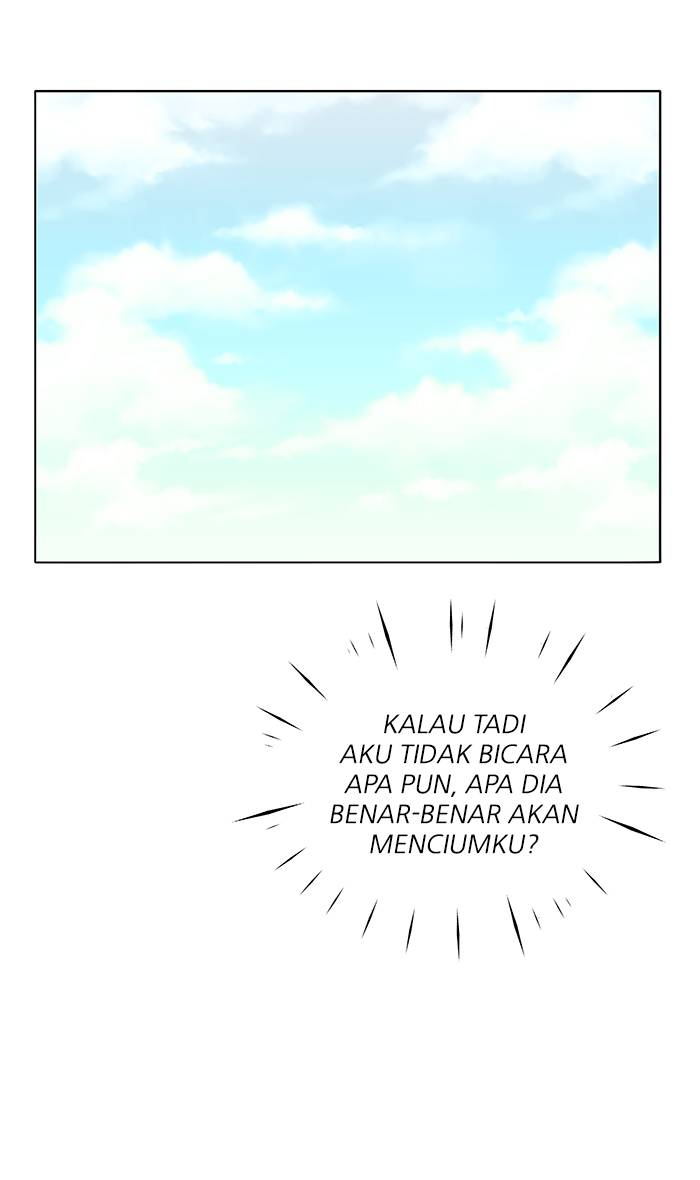 KALAU TADI
AKU TIDAK BICARA
APA PUN, APA DIA
BENAR-BENAR AKAN
MENCIUMKU?